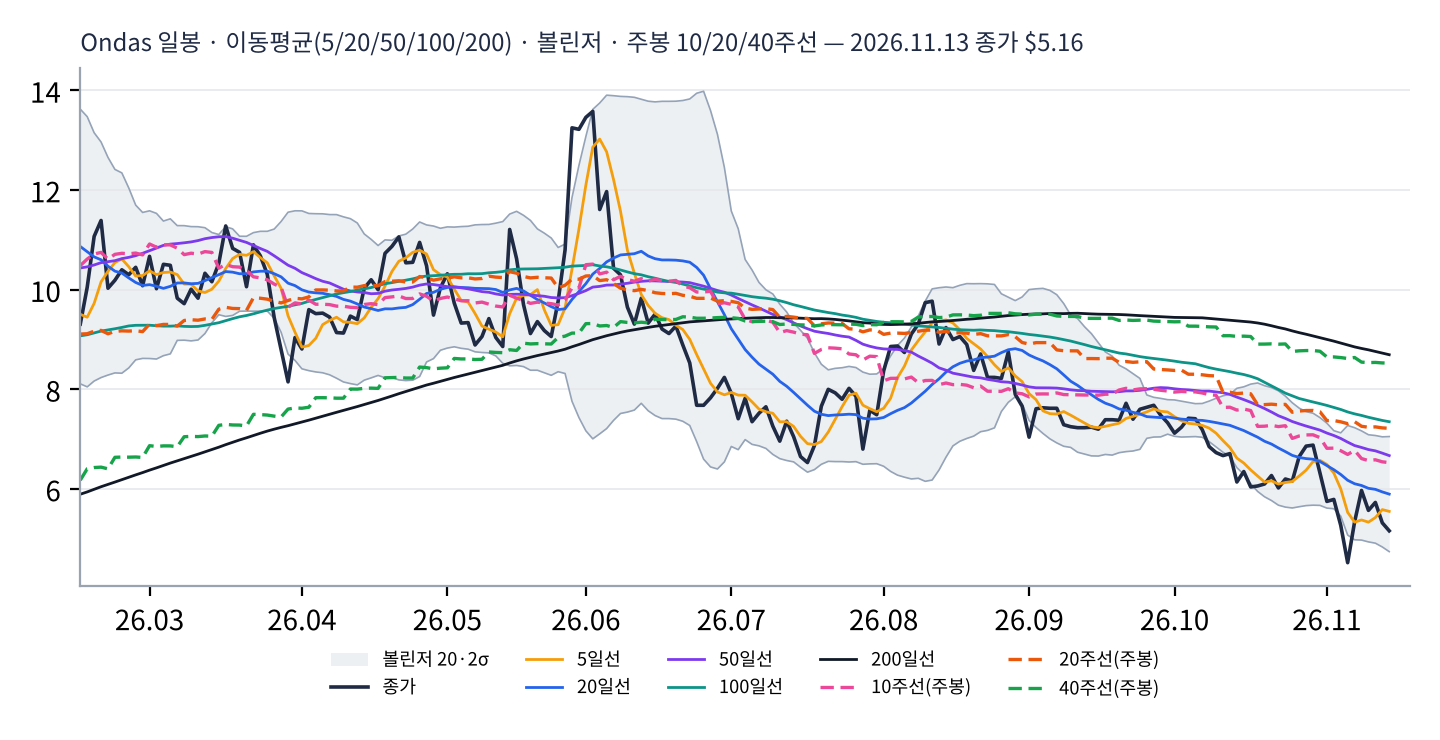 Ondas 일봉 · 이동평균(5/20/50/100/200) · 볼린저 · 주봉 10/20/40주선 — 2026.11.13 종가 $5.16
14
12
10
8
6
26.03 26.04 26.05 26.06 26.07 26.08 26.09 26.10 26.11
볼린저 20·2σ 5일선 50일선 200일선 20주선(주봉)
종가 20일선 100일선 10주선(주봉) 40주선(주봉)